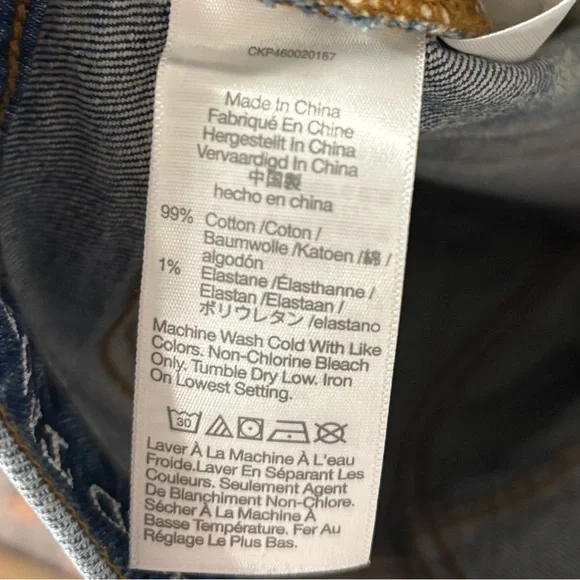 CKP460020187
Made In China
Fabriqué En Chine
Hergestellt In China
Vervaardigd In China
中国製
hecho en china
99% Cotton /Coton /
Baumwolle /Katoen /綿 /
algodón
1% Elastane /Élasthanne /
Elastan /Elastaan /
ポリウレタン /elastano
Machine Wash Cold With Like
Colors. Non-Chlorine Bleach
Only. Tumble Dry Low. Iron
On Lowest Setting.
30
Laver À La Machine À L'eau
Froide.Laver En Séparant Les
Couleurs. Seulement Agent
De Blanchiment Non-Chlore.
Sécher À La Machine À
Basse Température. Fer Au
Réglage Le Plus Bas.